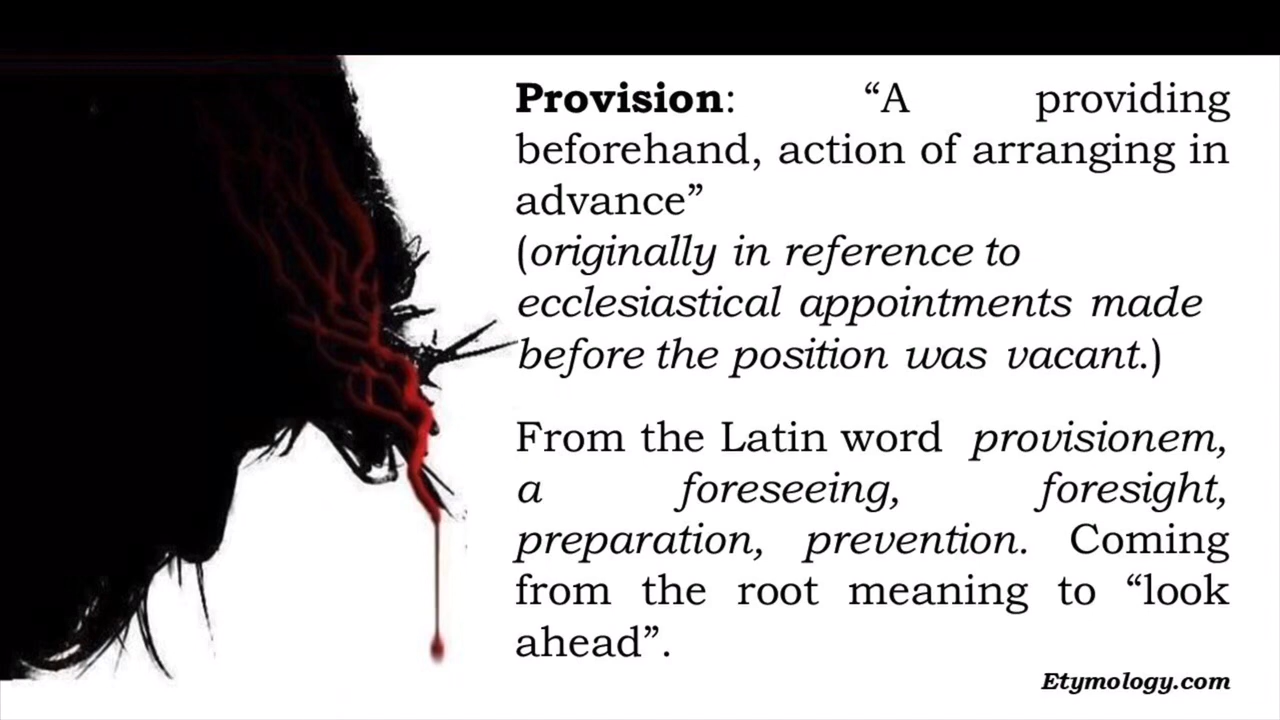 Provision: “A providing
beforehand, action of arranging in
advance”
(originally in reference to
ecclesiastical appointments made
before the position was vacant.)
From the Latin word provisionem,
a foreseeing, foresight,
preparation, prevention. Coming
from the root meaning to “look
ahead”.
Etymology.com